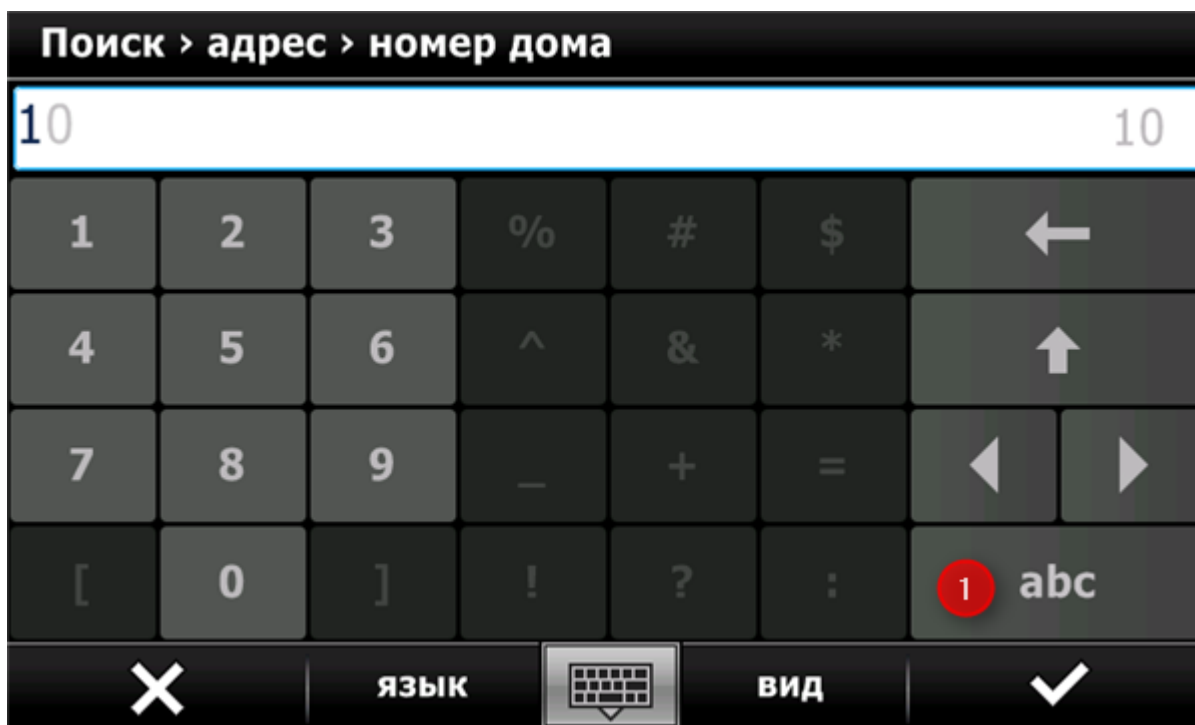 Поиск › адрес › номер дома
10 10
1 2 3 % # $
4 5 6 ^ & *
7 8 9 _ + =
[ 0 ] ! ? : 1 abc
язык вид